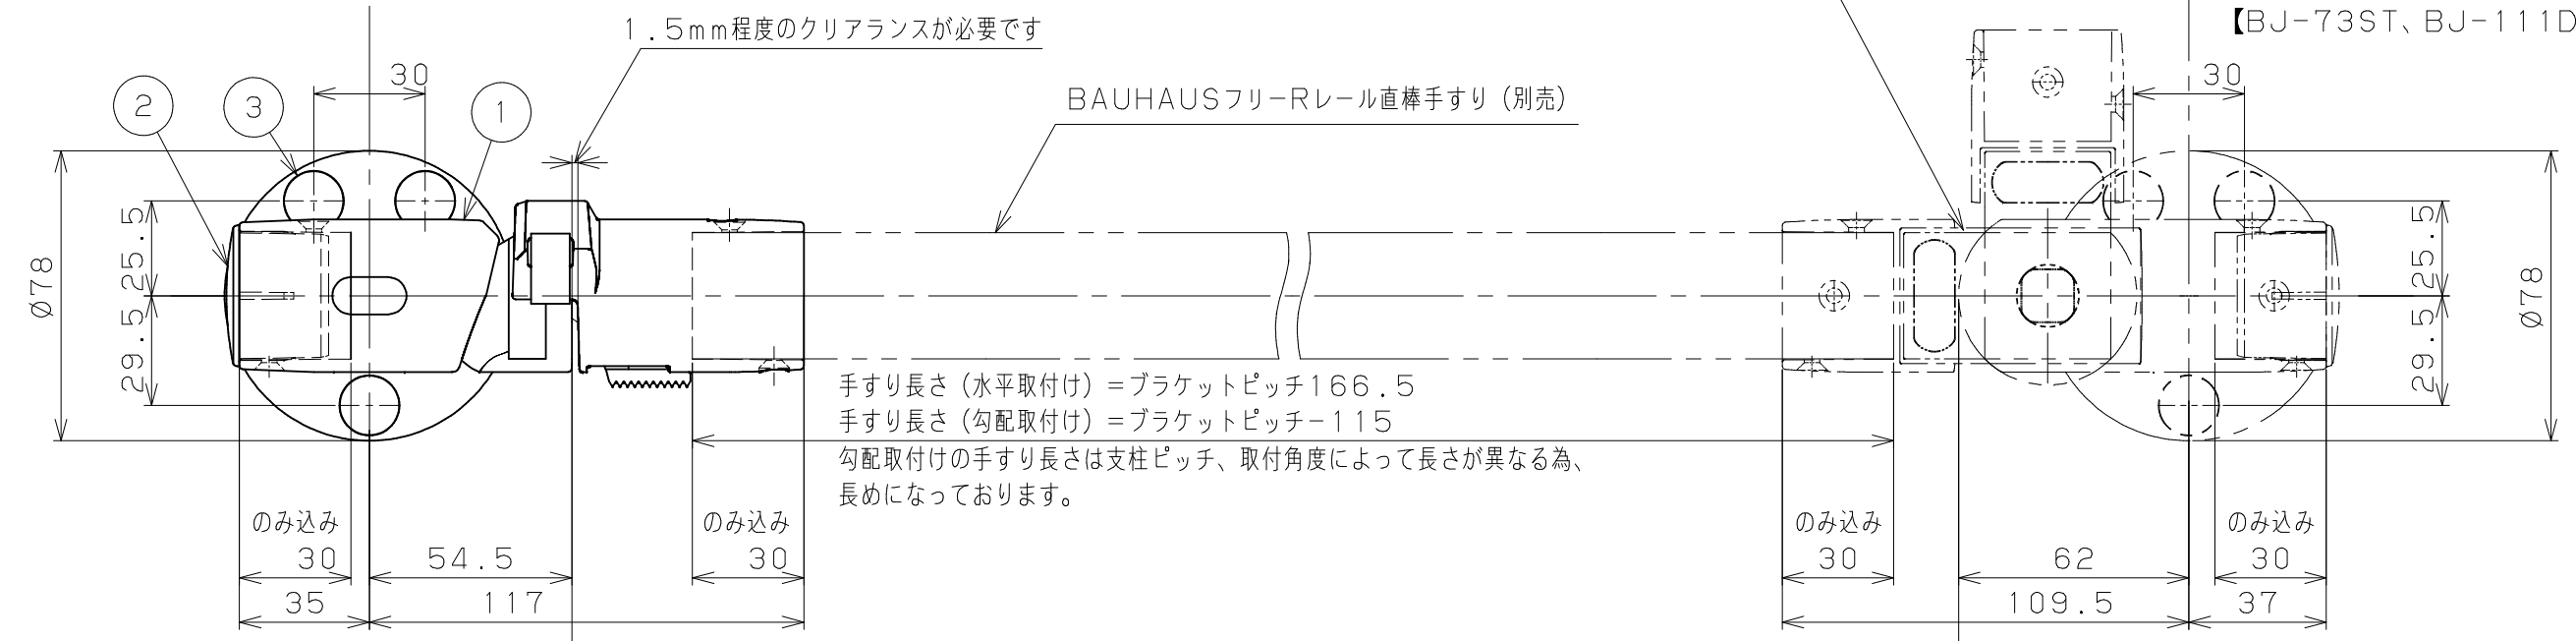 1.5mm程度のクリアランスが必要です
【BJ-73ST、BJ-111D
30
30
2
3
1
BAUHAUSフリーRレール直棒手すり（別売）
Ø78
25.5
29.5
25.5
29.5
Ø78
手すり長さ（水平取付け）＝ブラケットピッチ166.5
手すり長さ（勾配取付け）＝ブラケットピッチ－115
勾配取付けの手すり長さは支柱ピッチ、取付角度によって長さが異なる為、
長めになっております。
のみ込み
のみ込み
のみ込み
のみ込み
30
54.5
30
30
62
30
35
117
109.5
37